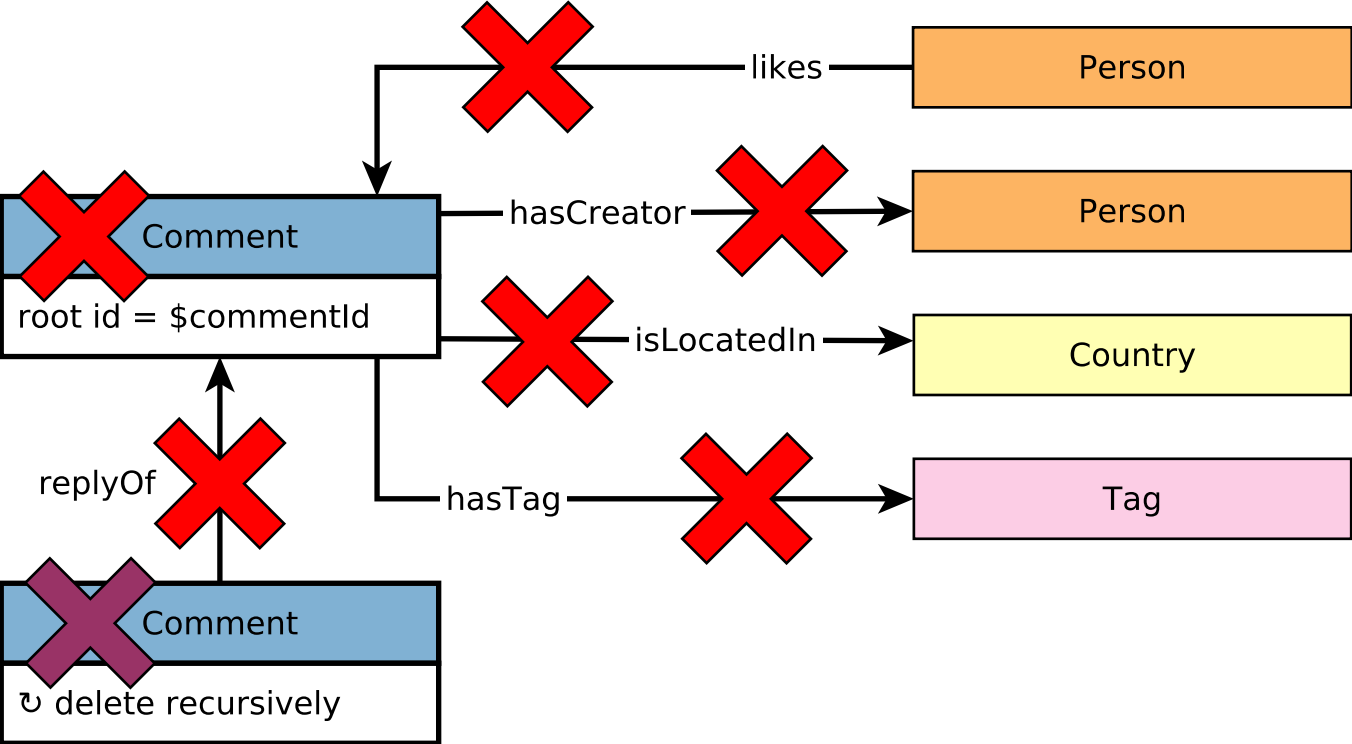 likes
Person
Comment
hasCreator
Person
root id = $commentId
isLocatedIn
Country
replyOf
hasTag
Tag
Comment
↻ delete recursively